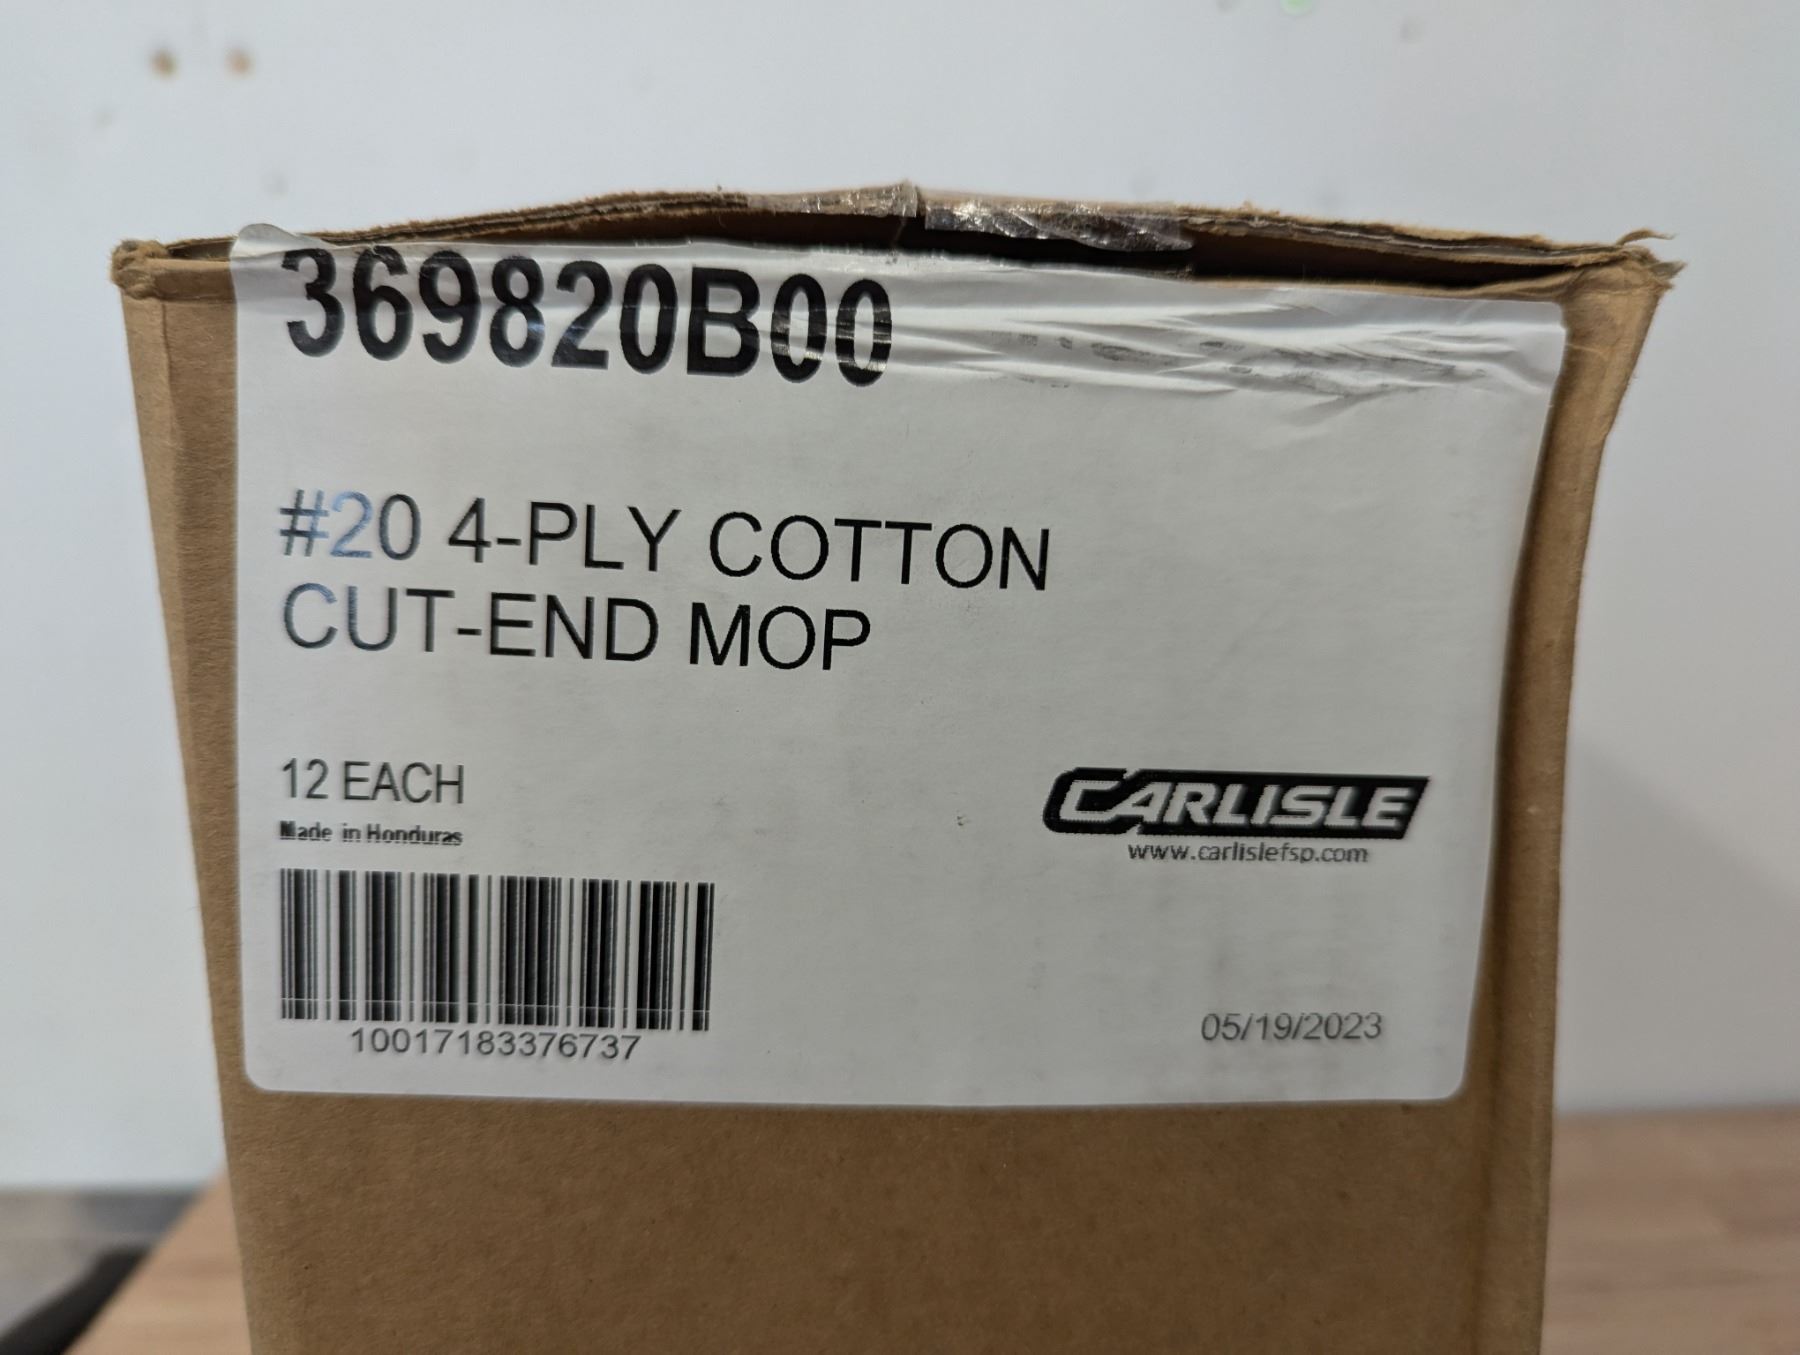 369820B00
#20 4-PLY COTTON
CUT-END MOP
12 EACH
Made in Honduras
CARLISLE
www.carlislefsp.com
10017183376737
05/19/2023